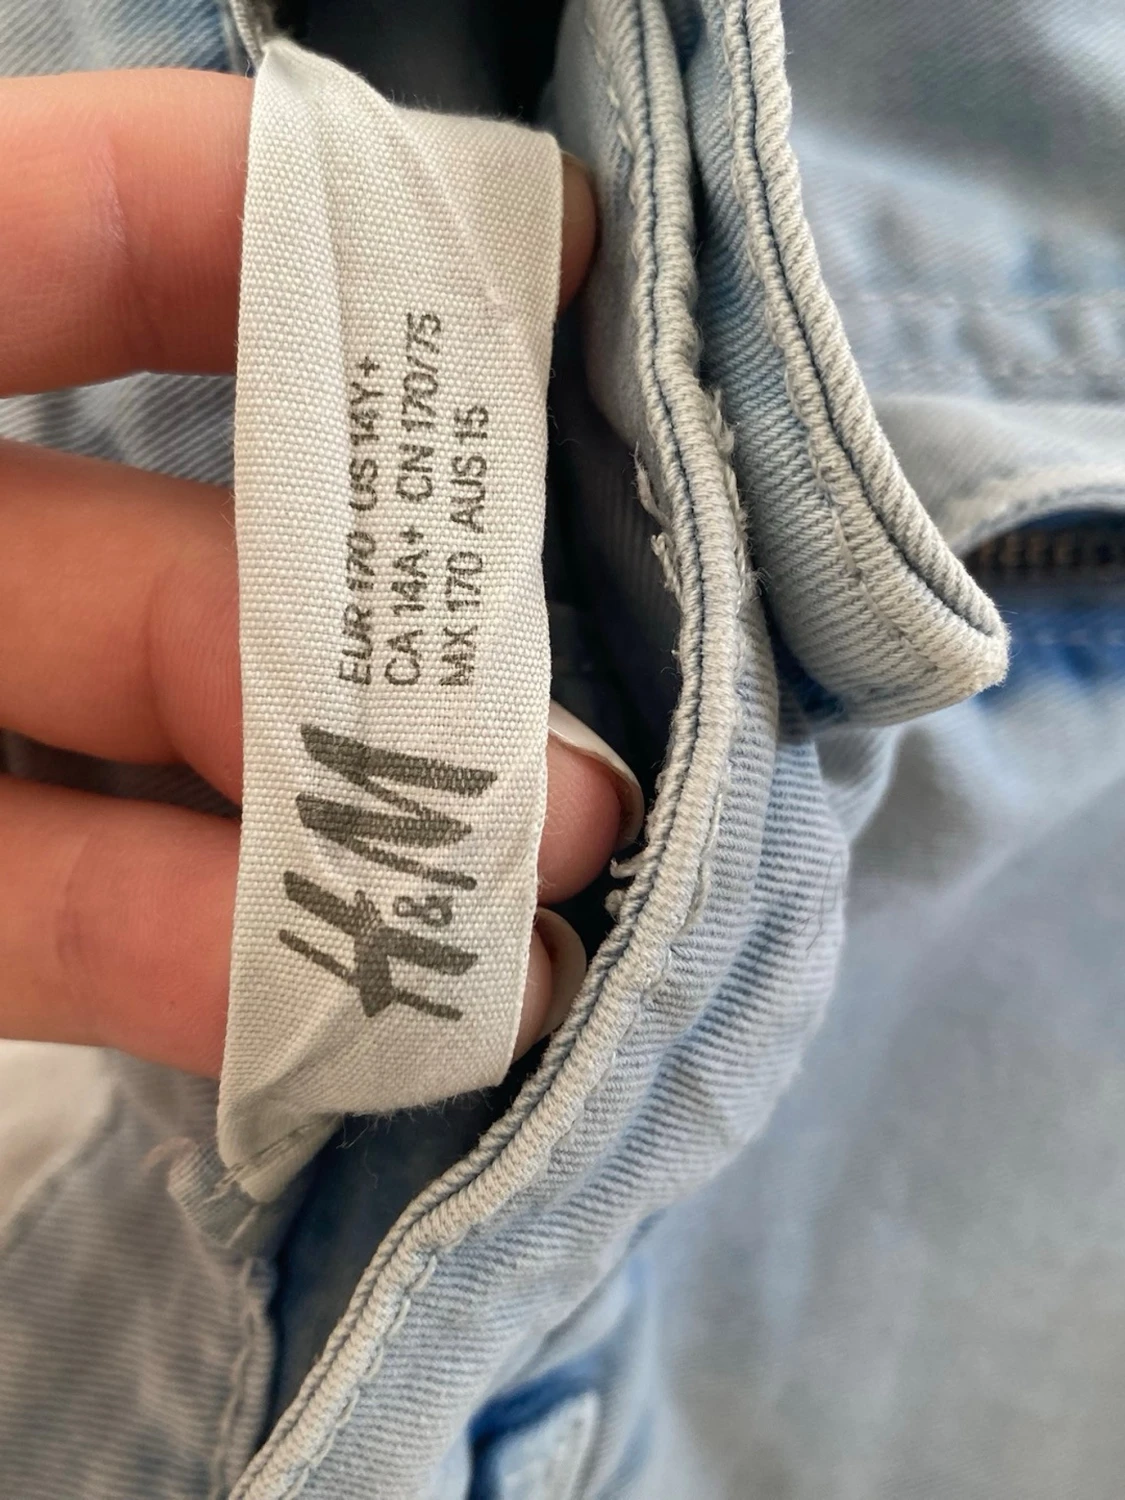 EUR 170 US 14Y+
CA 14A+ CN 170/75
MX 170 AUS 15
H&M